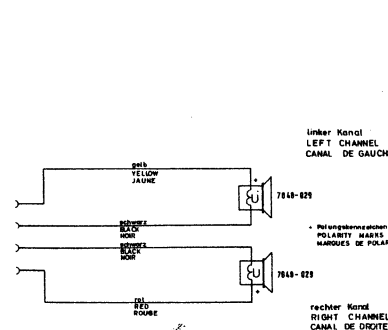 linker Kanal
LEFT CHANNEL
CANAL DE GAUCH
gelb
YELLOW
JAUNE
+
7840-029
schwarz
BLACK
NOIR
+ Polungskennzeichen
POLARITY MARKS
MARQUES DE POLAR
schwarz
BLACK
NOIR
7840-029
+
rot
RED
ROUGE
rechter Kanal
RIGHT CHANNEL
CANAL DE DROITE